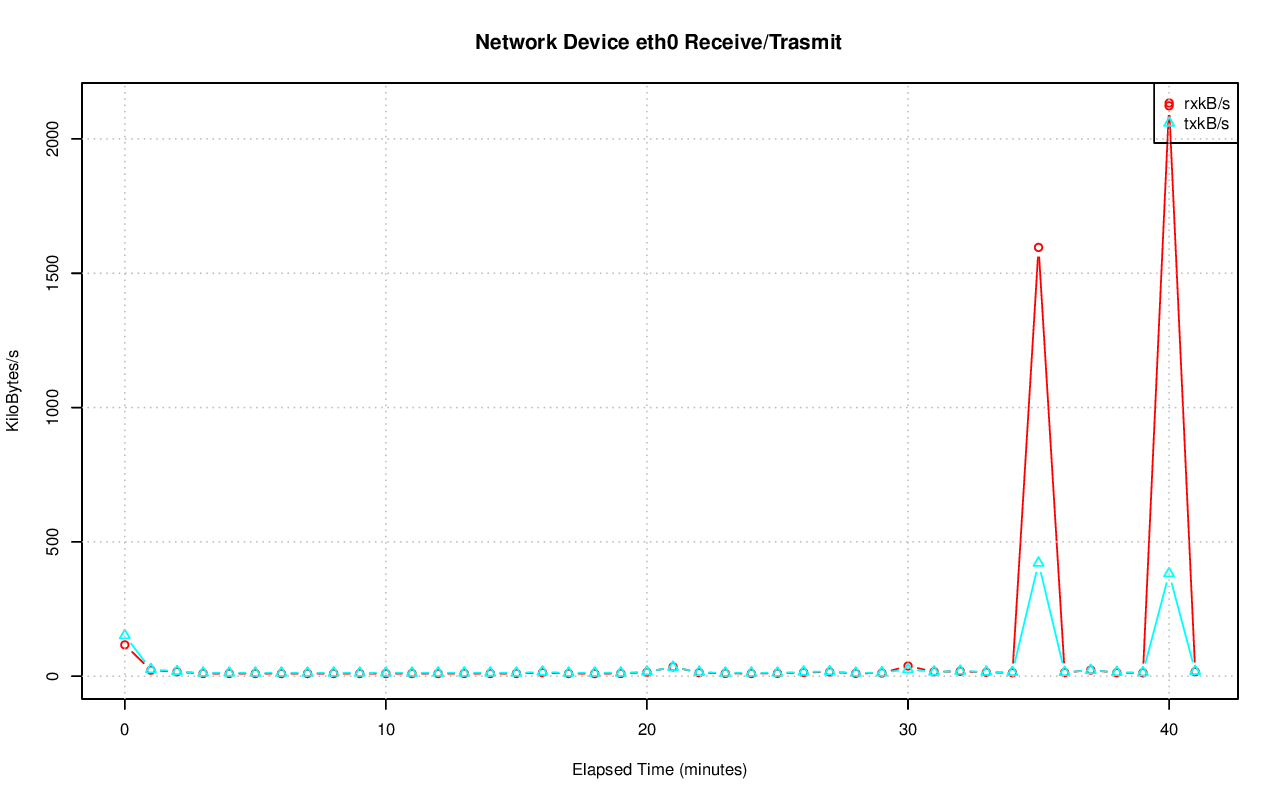 Network Device eth0 Receive/Trasmit
rxkB/s
txkB/s
KiloBytes/s
2000
1500
1000
500
0
0 10 20 30 40
Elapsed Time (minutes)